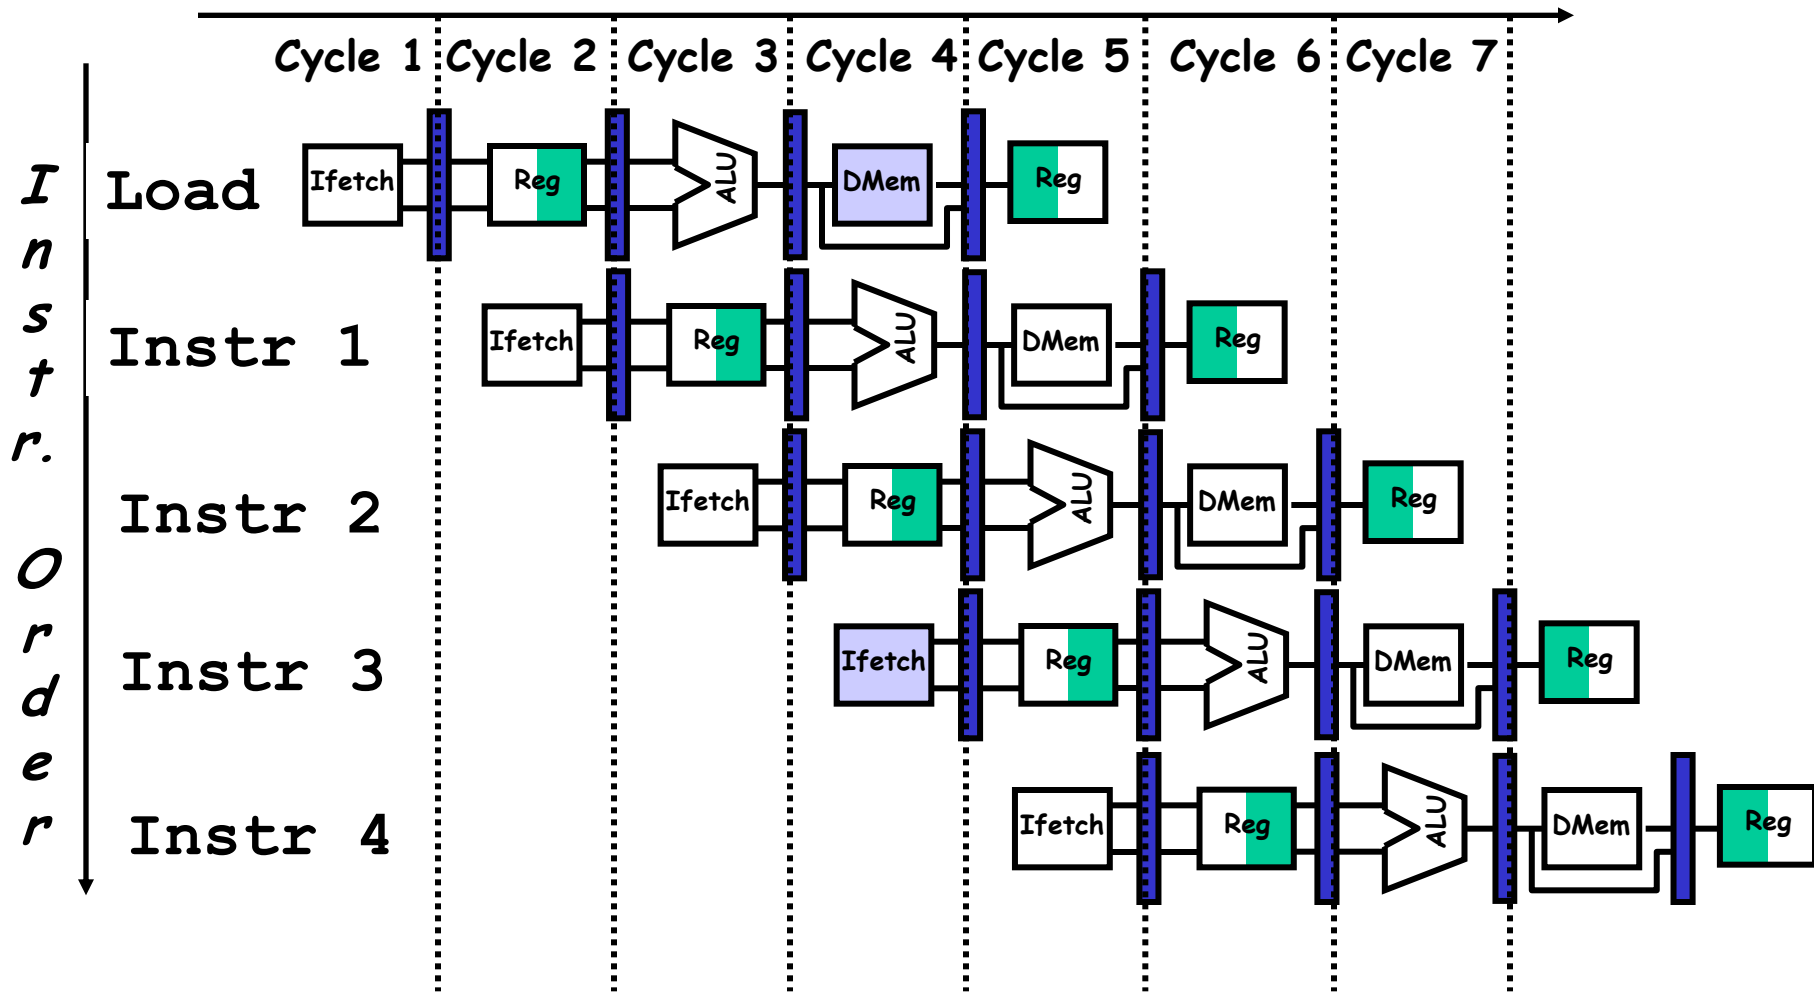 Cycle 1 Cycle 2 Cycle 3 Cycle 4 Cycle 5 Cycle 6 Cycle 7
Instr. Order
Load Ifetch Reg ALU DMem Reg
Instr 1 Ifetch Reg ALU DMem Reg
Instr 2 Ifetch Reg ALU DMem Reg
Instr 3 Ifetch Reg ALU DMem Reg
Instr 4 Ifetch Reg ALU DMem Reg